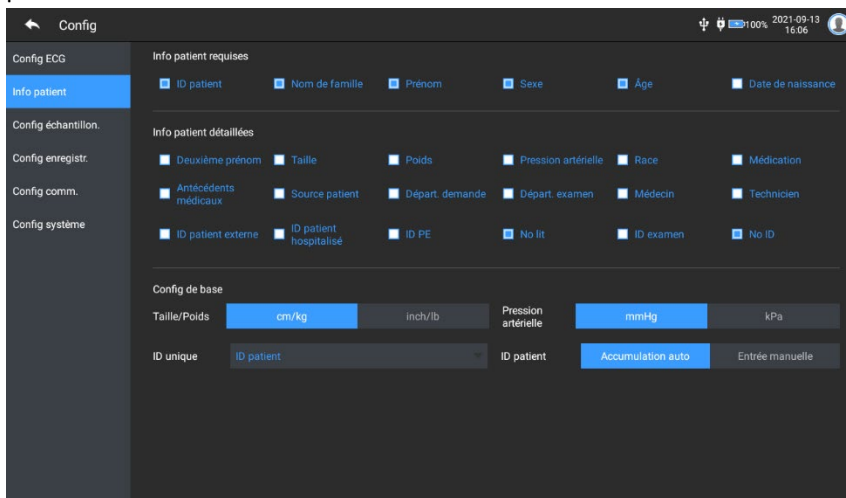 Config
100%
2021-09-13
16:06
Config ECG
Info patient
Config échantillon.
Config enregistr.
Config comm.
Config système
Info patient requises
ID patient Nom de famille Prénom Sexe Âge Date de naissance
Info patient détaillées
Deuxième prénom Taille Poids Pression artérielle Race Médication
Antécédents
médicaux Source patient Départ. demande Départ. examen Médecin Technicien
ID patient externe ID patient
hospitalisé ID PE No lit ID examen No ID
Config de base
Taille/Poids cm/kg inch/lb Pression
artérielle mmHg kPa
ID unique ID patient ID patient Accumulation auto Entrée manuelle